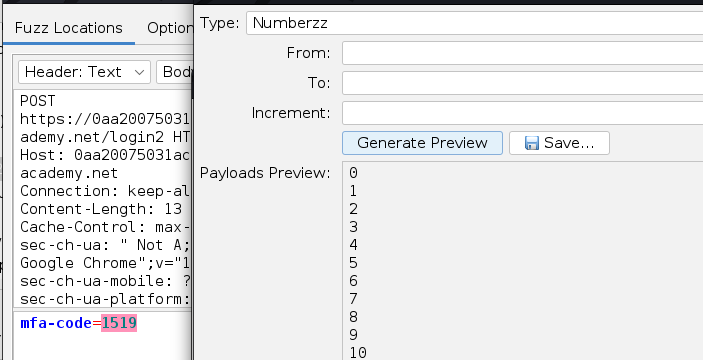 Fuzz Locations
Option
Header: Text
Bod
POST
https://0aa20075031
ademy.net/login2 HT
Host: 0aa20075031ac
academy.net
Connection: keep-al
Content-Length: 13
Cache-Control: max-
sec-ch-ua: " Not A;
Google Chrome";v="1
sec-ch-ua-mobile: ?
sec-ch-ua-platform:
mfa-code=1519
Type: Numberzz
From:
To:
Increment:
Generate Preview
Save...
Payloads Preview:
0
1
2
3
4
5
6
7
8
9
10